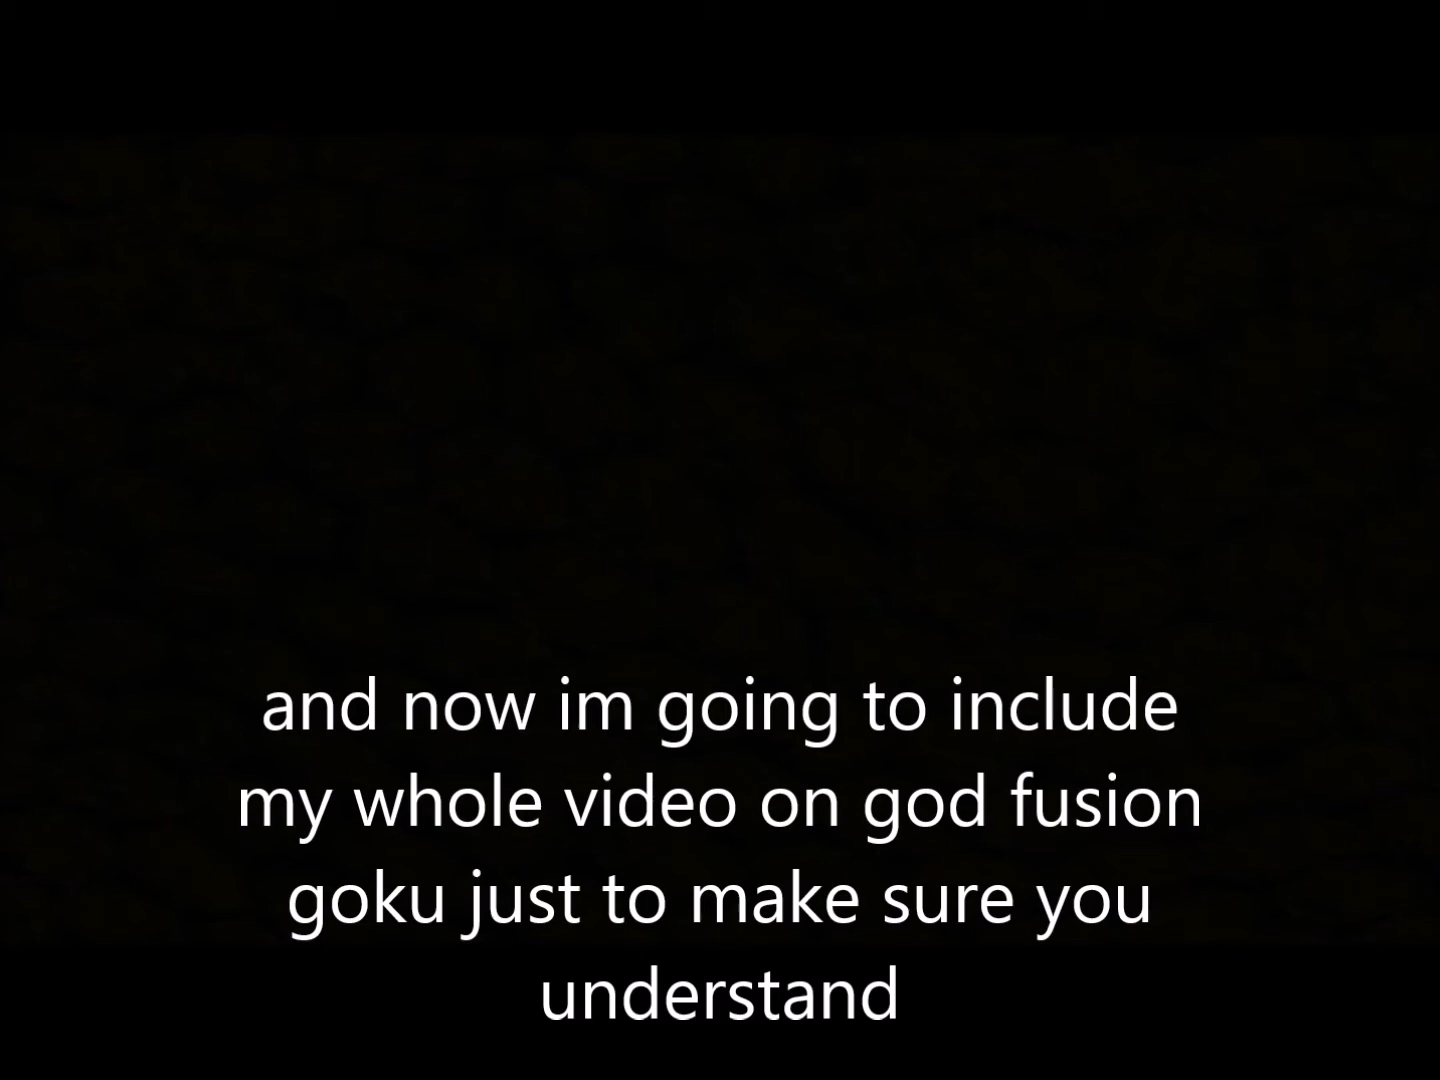 and now im going to include
my whole video on god fusion
goku just to make sure you
understand